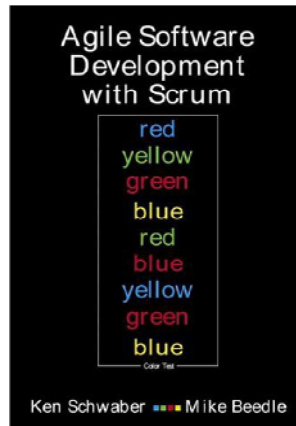 Agile Software
Development
with Scrum
red
yellow
green
blue
red
blue
yellow
green
blue
Color Test
Ken Schwaber Mike Beedle